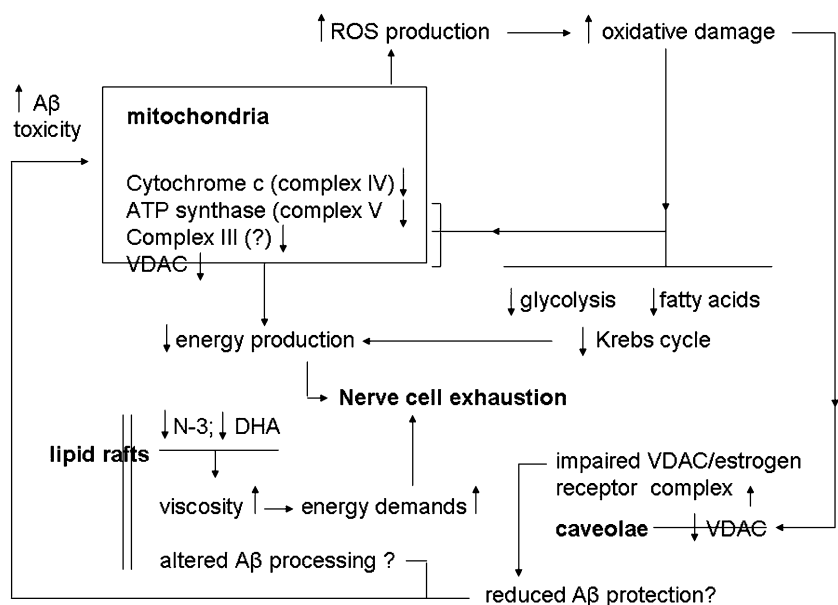 ↑ ROS production → ↑ oxidative damage
↑ Aβ
toxicity
mitochondria
Cytochrome c (complex IV) ↓
ATP synthase (complex V ↓
Complex III (?) ↓
VDAC ↓
↓ glycolysis ↓ fatty acids
↓ Krebs cycle
↓ energy production
Nerve cell exhaustion
↓ N-3; ↓ DHA
lipid rafts
viscosity ↑ → energy demands ↑
altered Aβ processing ?
impaired VDAC/estrogen
receptor complex
caveolae ↓ VDAC
reduced Aβ protection?